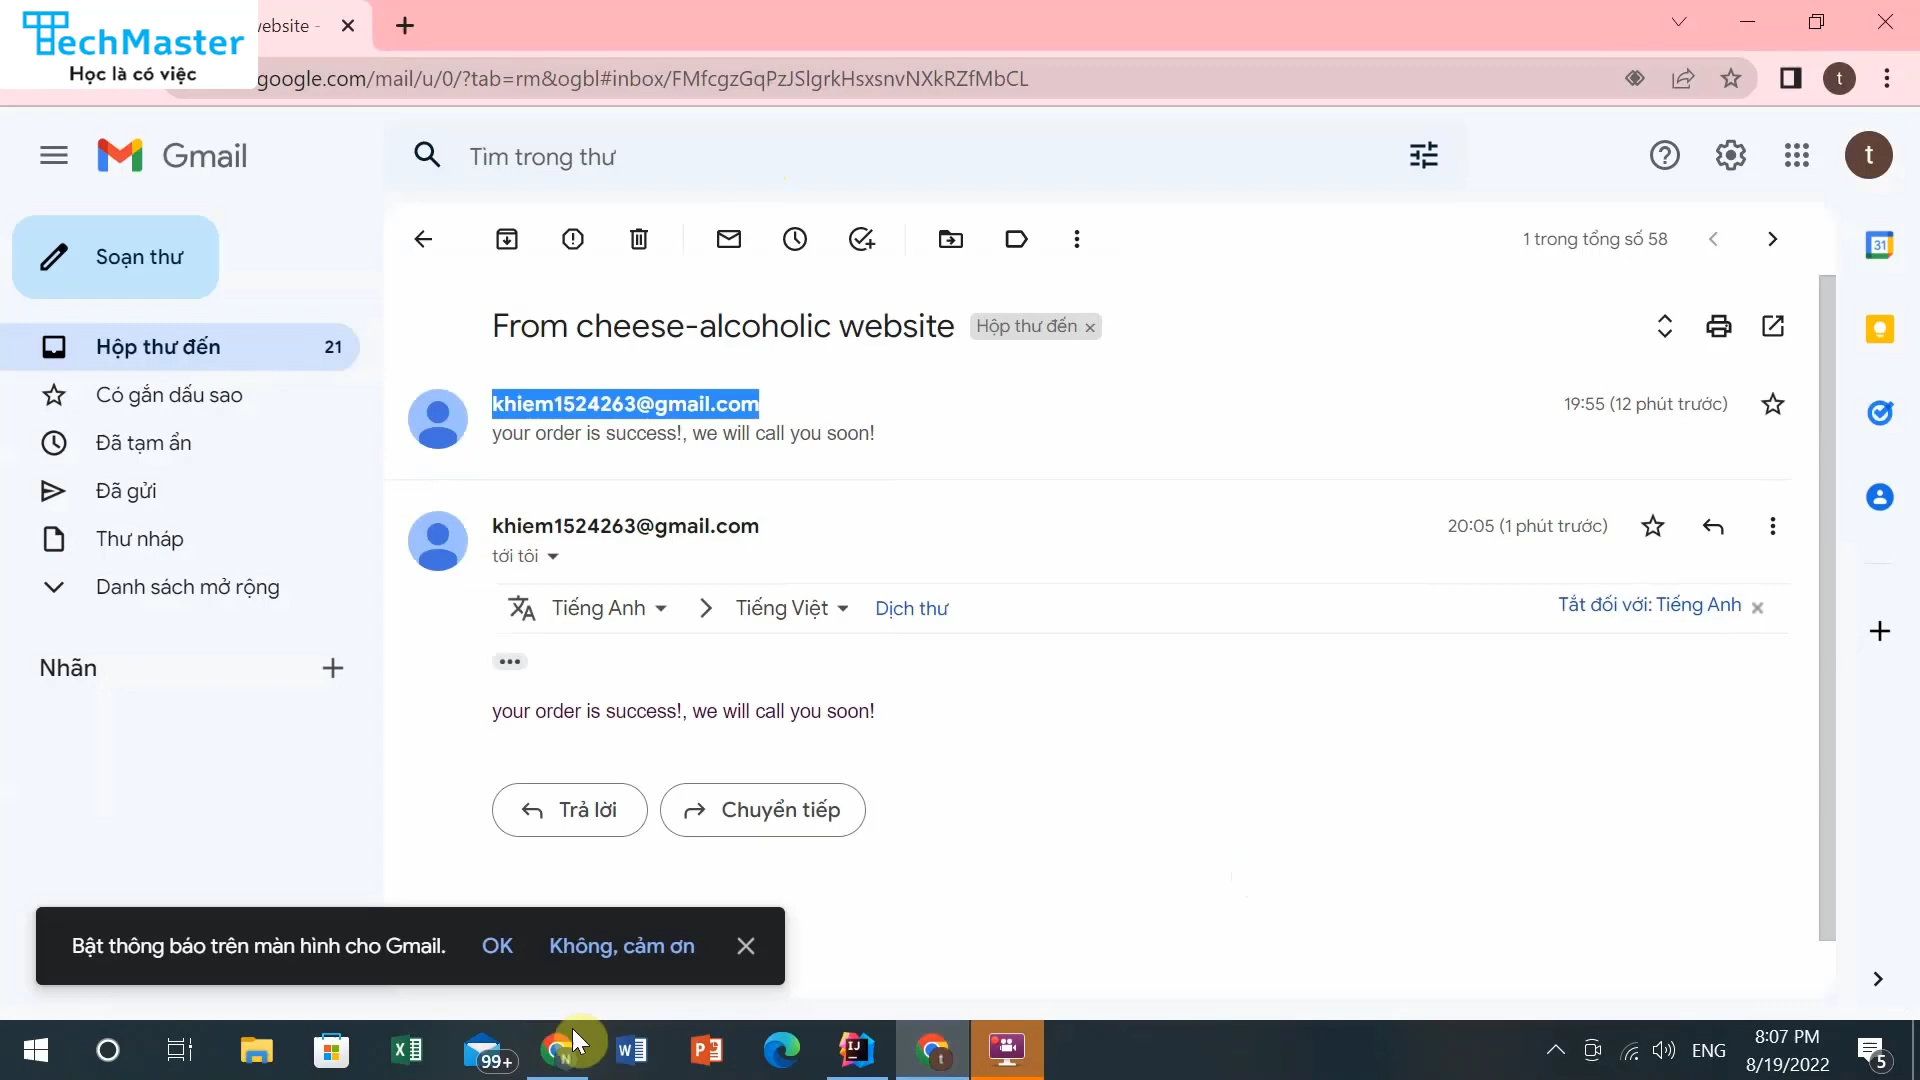 TechMaster
Học là có việc
website -
google.com/mail/u/0/?tab=rm&ogbl#inbox/FMfcgzGqPzJSlgrkHsxsnvNXkRZfMbCL
t
Gmail
Tìm trong thư
t
Soạn thư
1 trong tổng số 58
31
From cheese-alcoholic website
Hộp thư đến ×
Hộp thư đến 21
Có gắn dấu sao
Đã tạm ẩn
Đã gửi
Thư nháp
Danh sách mở rộng
Nhãn
khiem1524263@gmail.com
19:55 (12 phút trước)
your order is success!, we will call you soon!
khiem1524263@gmail.com
20:05 (1 phút trước)
tới tôi
Tiếng Anh
Tiếng Việt
Dịch thư
Tắt đối với: Tiếng Anh
your order is success!, we will call you soon!
Trả lời
Chuyển tiếp
Bật thông báo trên màn hình cho Gmail.
OK
Không, cảm ơn
99+
N
W
P
IJ
t
ENG
8:07 PM
8/19/2022
5